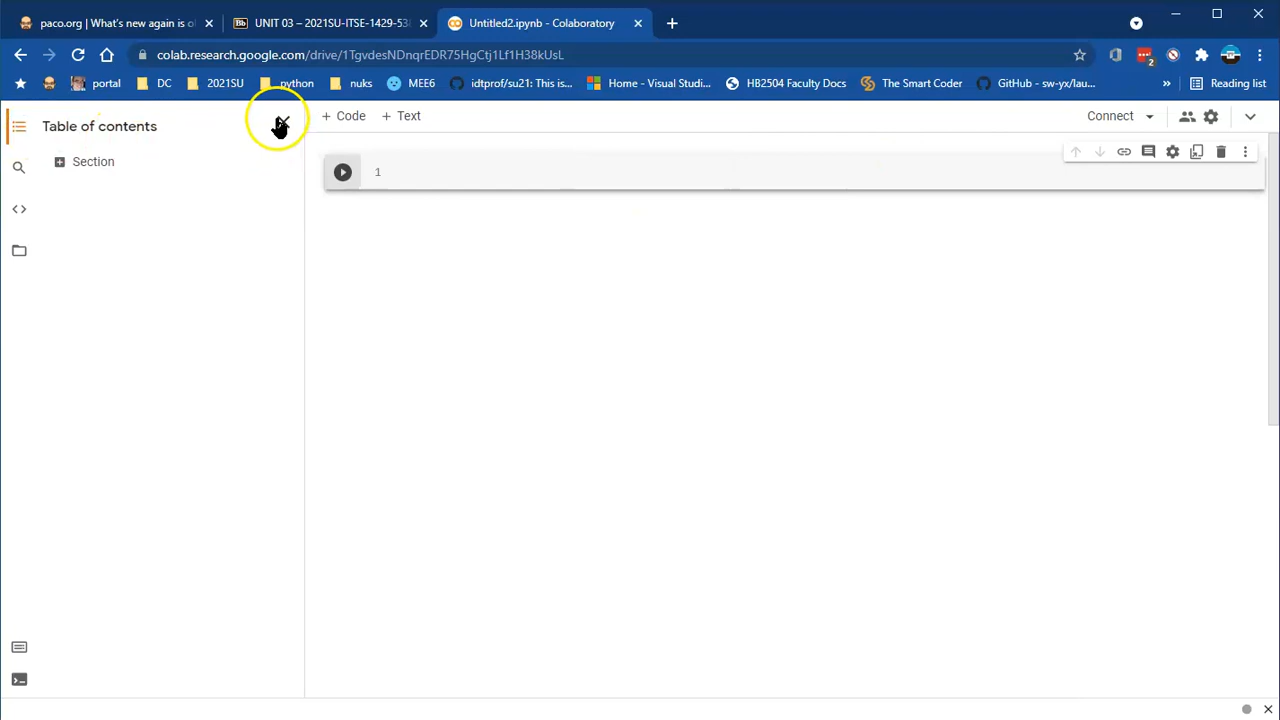 paco.org | What's new again is o
UNIT 03 – 2021SU-ITSE-1429-53
Untitled2.ipynb - Colaboratory
colab.research.google.com/drive/1TgvdesNDnqrEDR75HgCtj1Lf1H38kUsL
2
portal DC 2021SU python nuks MEE6 idtprof/su21: This is... Home - Visual Studi... HB2504 Faculty Docs The Smart Coder GitHub - sw-yx/lau... » Reading list
Table of contents
Section
+ Code + Text
Connect
1